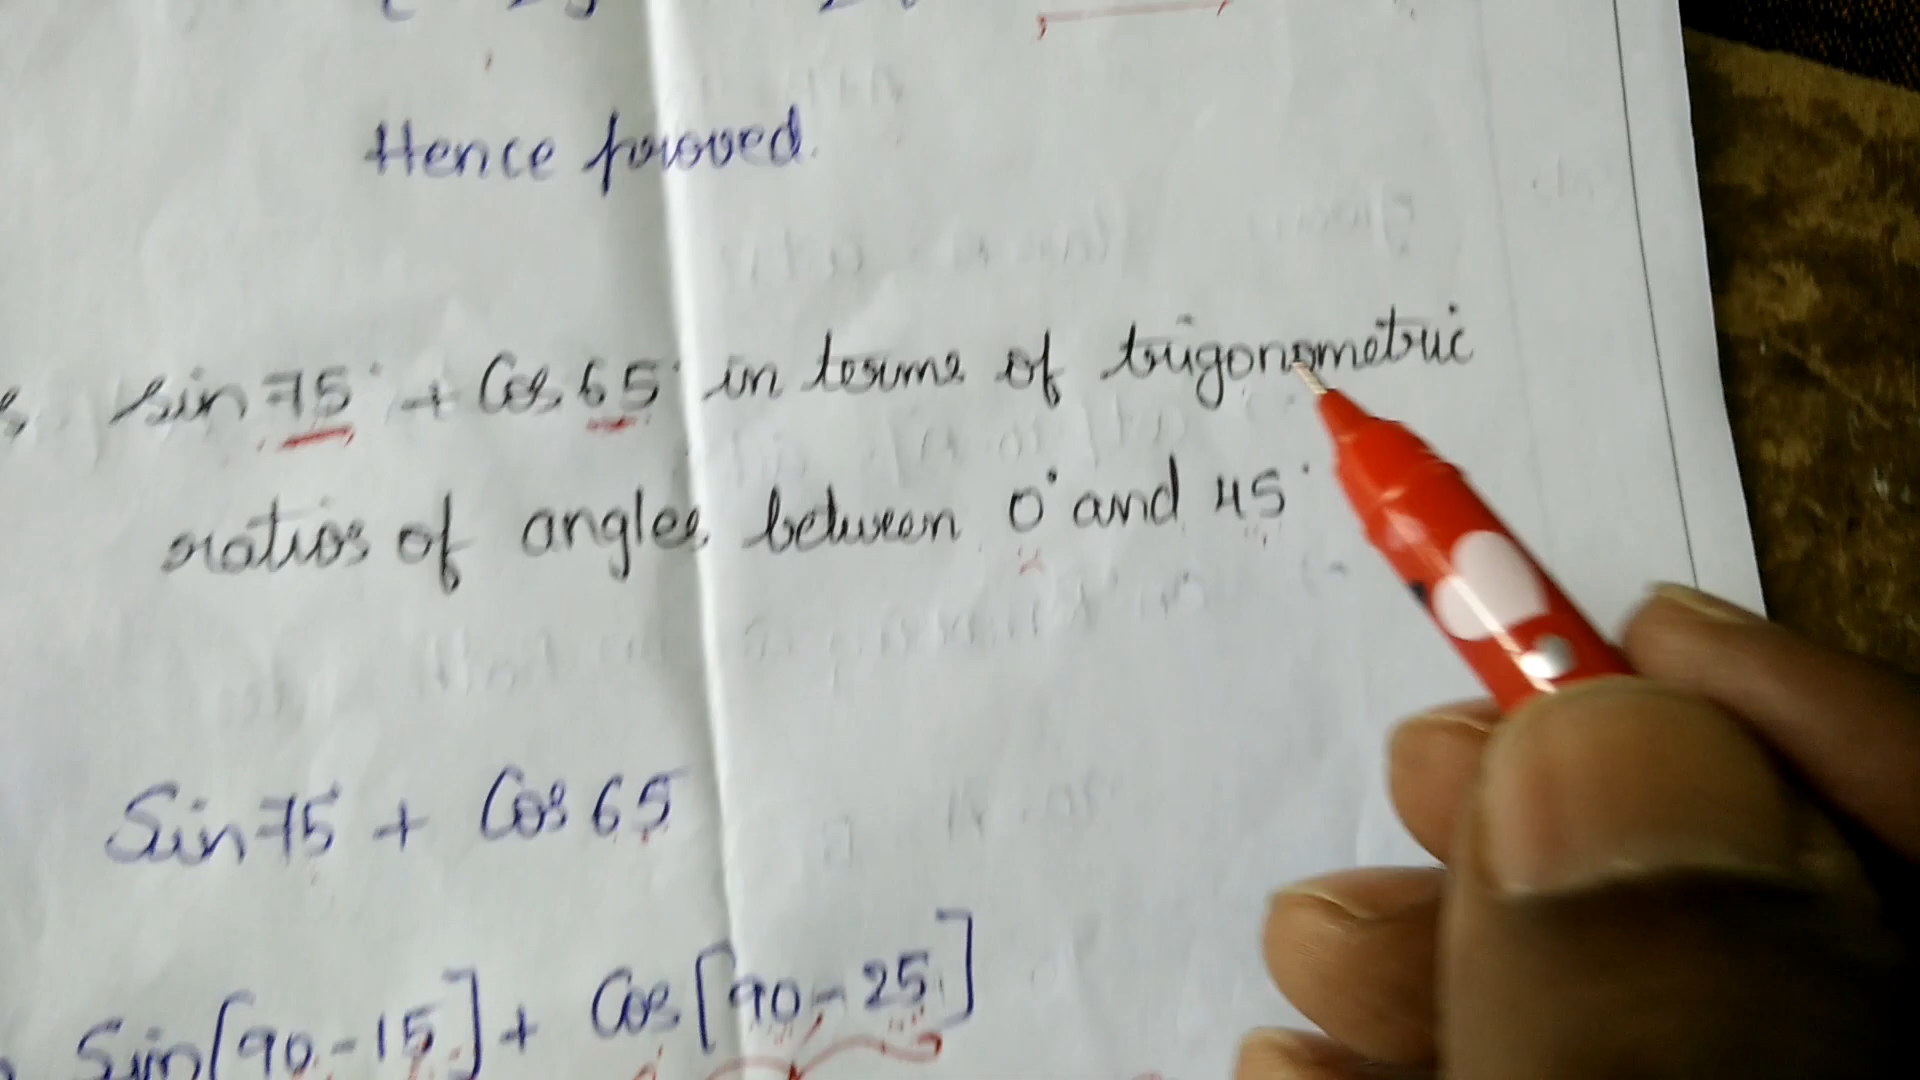 Hence proved.
sin 75° + Cos 65° in terms of trigonometric
ratios of angles between 0° and 45°
Sin 75 + Cos 65
Sin[90-15] + Cos[90-25]